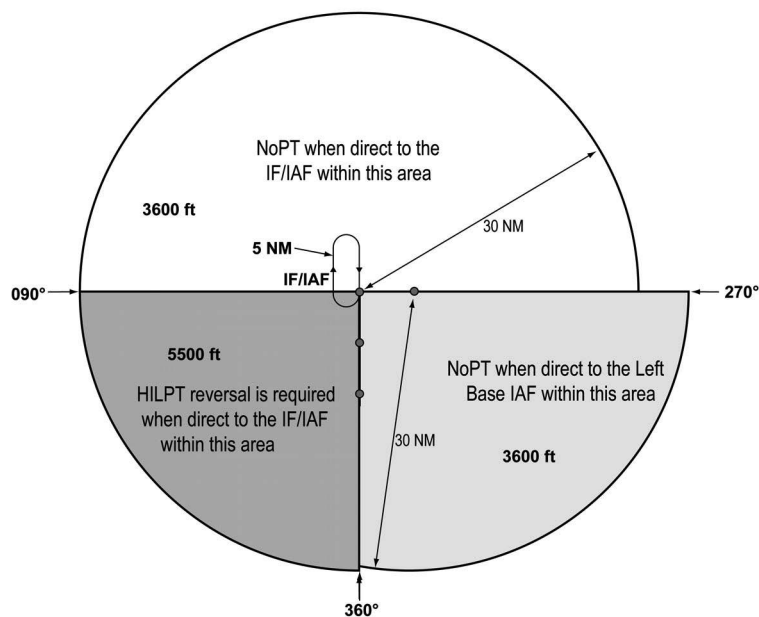 NoPT when direct to the
IF/IAF within this area
3600 ft
30 NM
5 NM
IF/IAF
090°
270°
5500 ft
HILPT reversal is required
when direct to the IF/IAF
within this area
NoPT when direct to the Left
Base IAF within this area
30 NM
3600 ft
360°